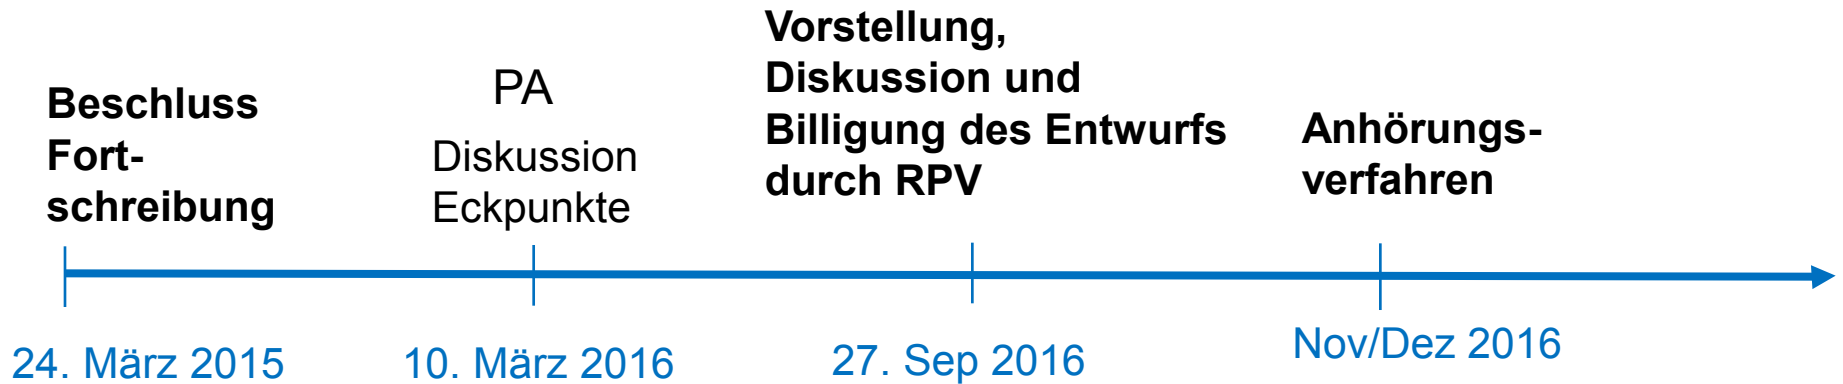 Beschluss
Fort-
schreibung
24. März 2015
PA
Diskussion
Eckpunkte
10. März 2016
Vorstellung,
Diskussion und
Billigung des Entwurfs
durch RPV
27. Sep 2016
Anhörungs-
verfahren
Nov/Dez 2016